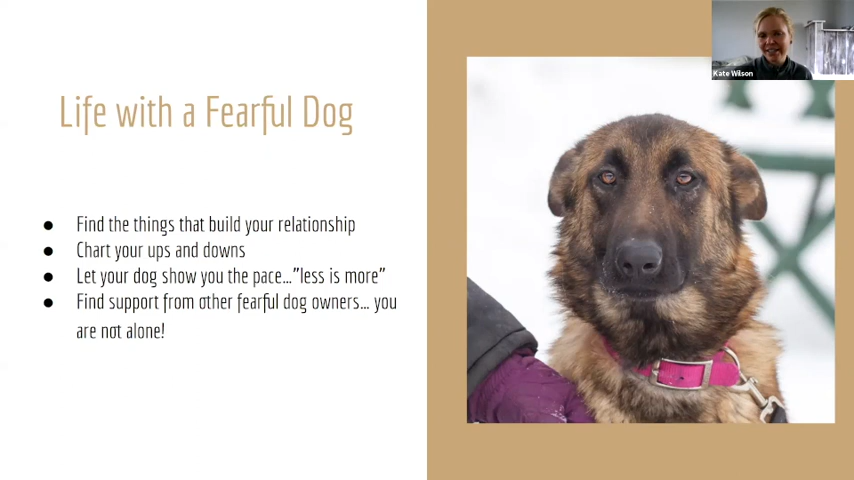 Kate Wilson
Life with a Fearful Dog
● Find the things that build your relationship
● Chart your ups and downs
● Let your dog show you the pace..."less is more"
● Find support from other fearful dog owners... you
are not alone!